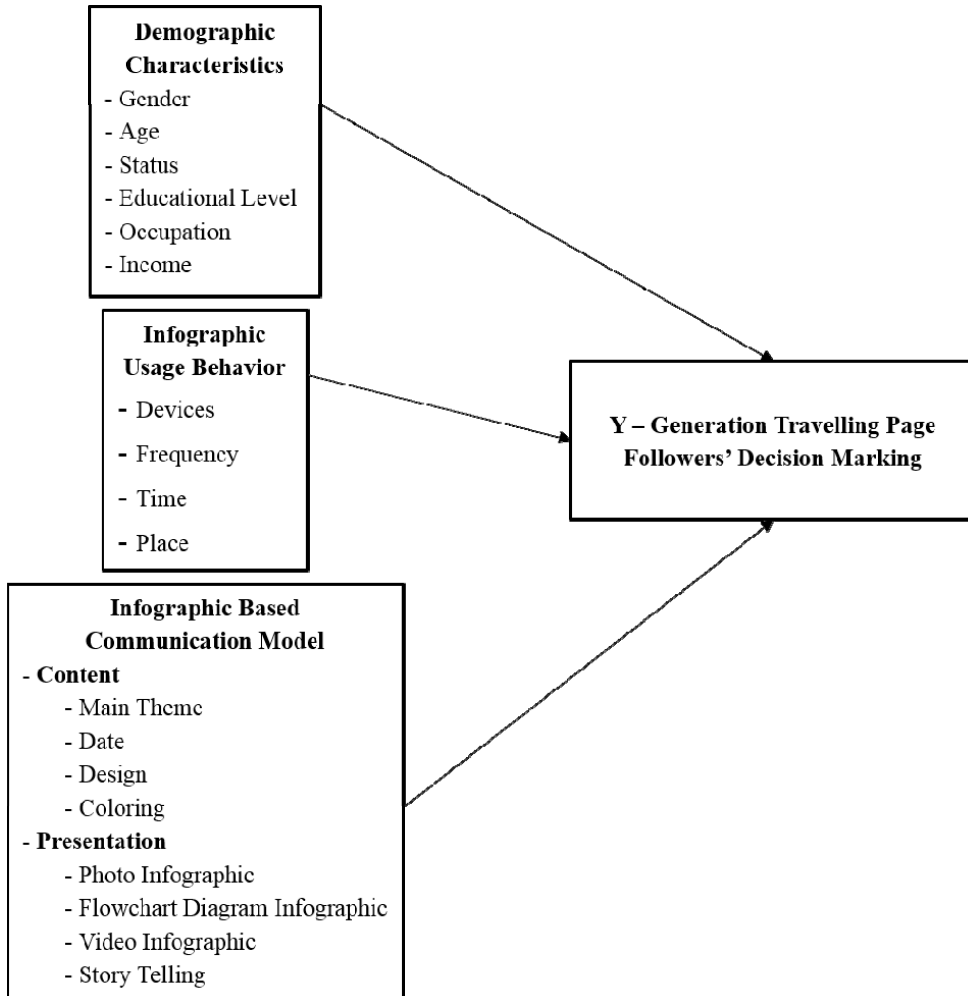 Demographic
Characteristics
- Gender
- Age
- Status
- Educational Level
- Occupation
- Income
Infographic
Usage Behavior
- Devices
- Frequency
- Time
- Place
Infographic Based
Communication Model
- Content
- Main Theme
- Date
- Design
- Coloring
- Presentation
- Photo Infographic
- Flowchart Diagram Infographic
- Video Infographic
- Story Telling
Y – Generation Travelling Page
Followers’ Decision Marking